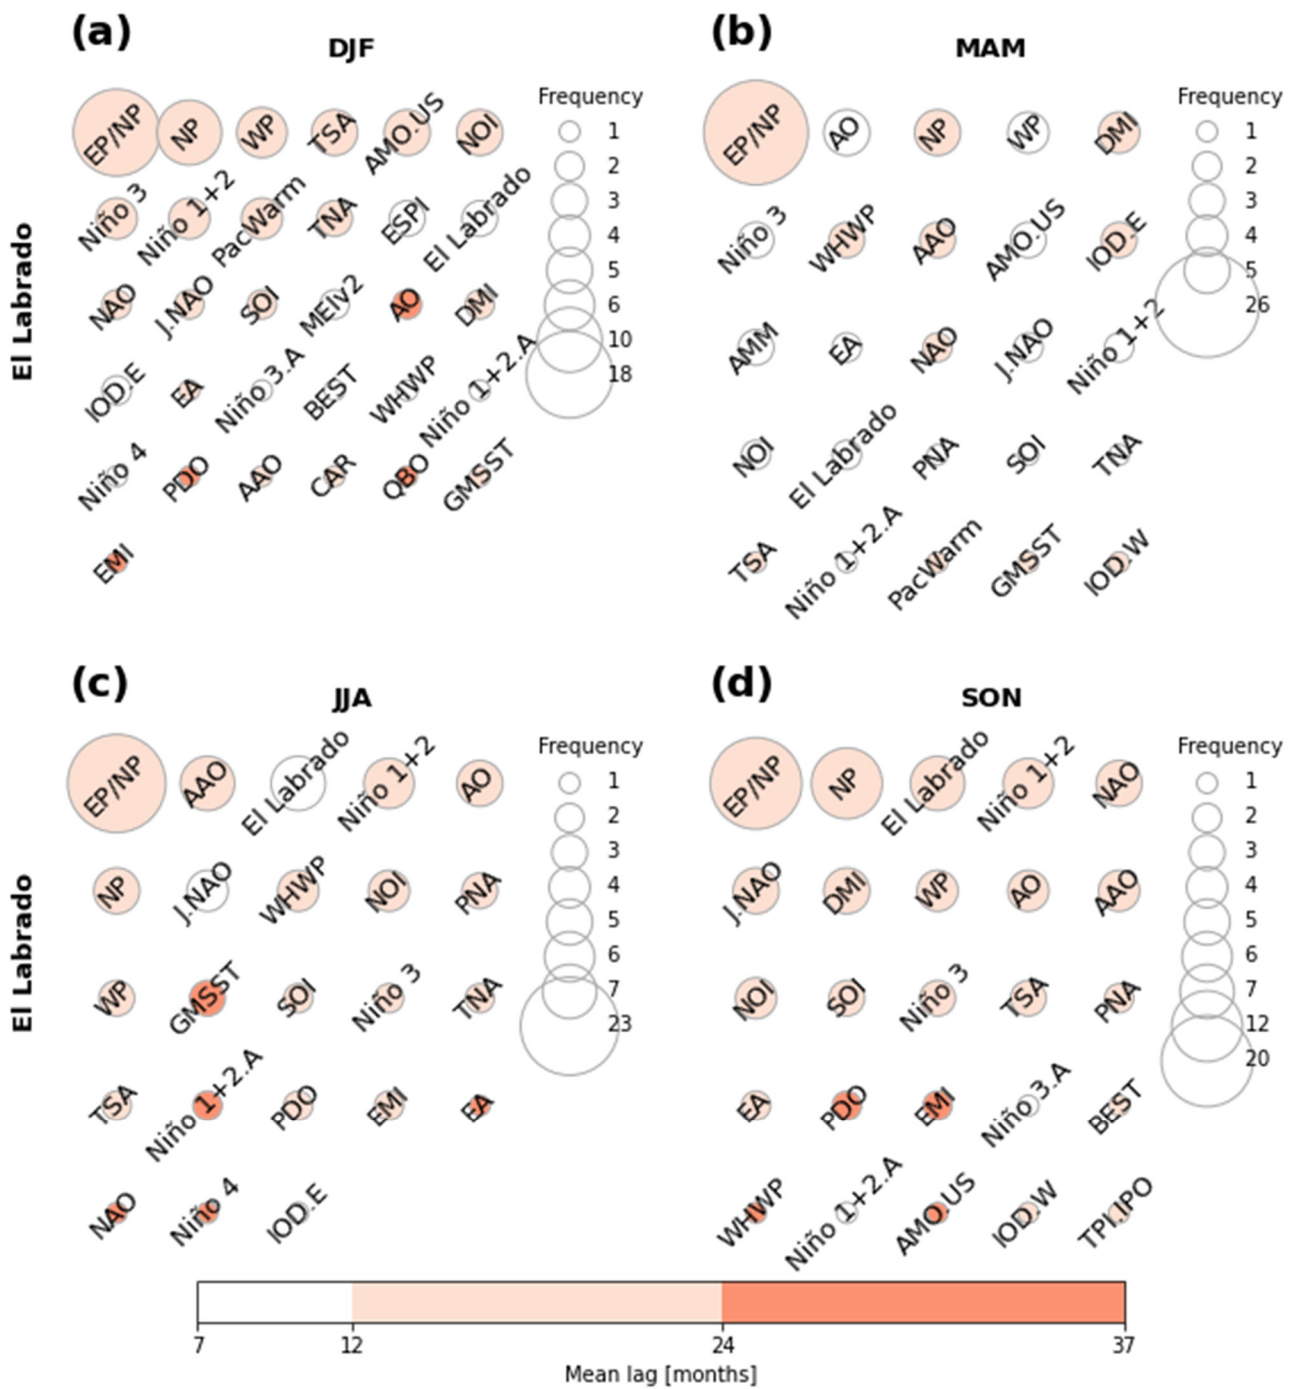 (a)
DJF
El Labrado
EP/NP NP WP TSA AMO.US NOI
Niño 3 Niño 1+2 PacWarm TNA ESPI El Labrado
NAO J.NAO SOI MEIv2 AO DMI
IOD.E EA Niño 3.A BEST WHWP Niño 1+2.A
Niño 4 PDO AAO CAR QBO GMSST
EMI
Frequency
1
2
3
4
5
6
10
18
(b)
MAM
EP/NP AO NP WP DMI
Niño 3 WHWP AAO AMO.US IOD.E
AMM EA NAO J.NAO Niño 1+2
NOI El Labrado PNA SOI TNA
TSA Niño 1+2.A PacWarm GMSST IOD.W
Frequency
1
2
3
4
5
26
(c)
JJA
El Labrado
EP/NP AAO El Labrado Niño 1+2 AO
NP J.NAO WHWP NOI PNA
WP GMSST SOI Niño 3 TNA
TSA Niño 1+2.A PDO EMI EA
NAO Niño 4 IOD.E
Frequency
1
2
3
4
5
6
7
23
(d)
SON
EP/NP NP El Labrado Niño 1+2 NAO
J.NAO DMI WP AO AAO
NOI SOI Niño 3 TSA PNA
EA PDO EMI Niño 3.A BEST
WHWP Niño 1+2.A AMO.US IOD.W TPI.IPO
Frequency
1
2
3
4
5
6
7
12
20
7 12 24 37
Mean lag [months]